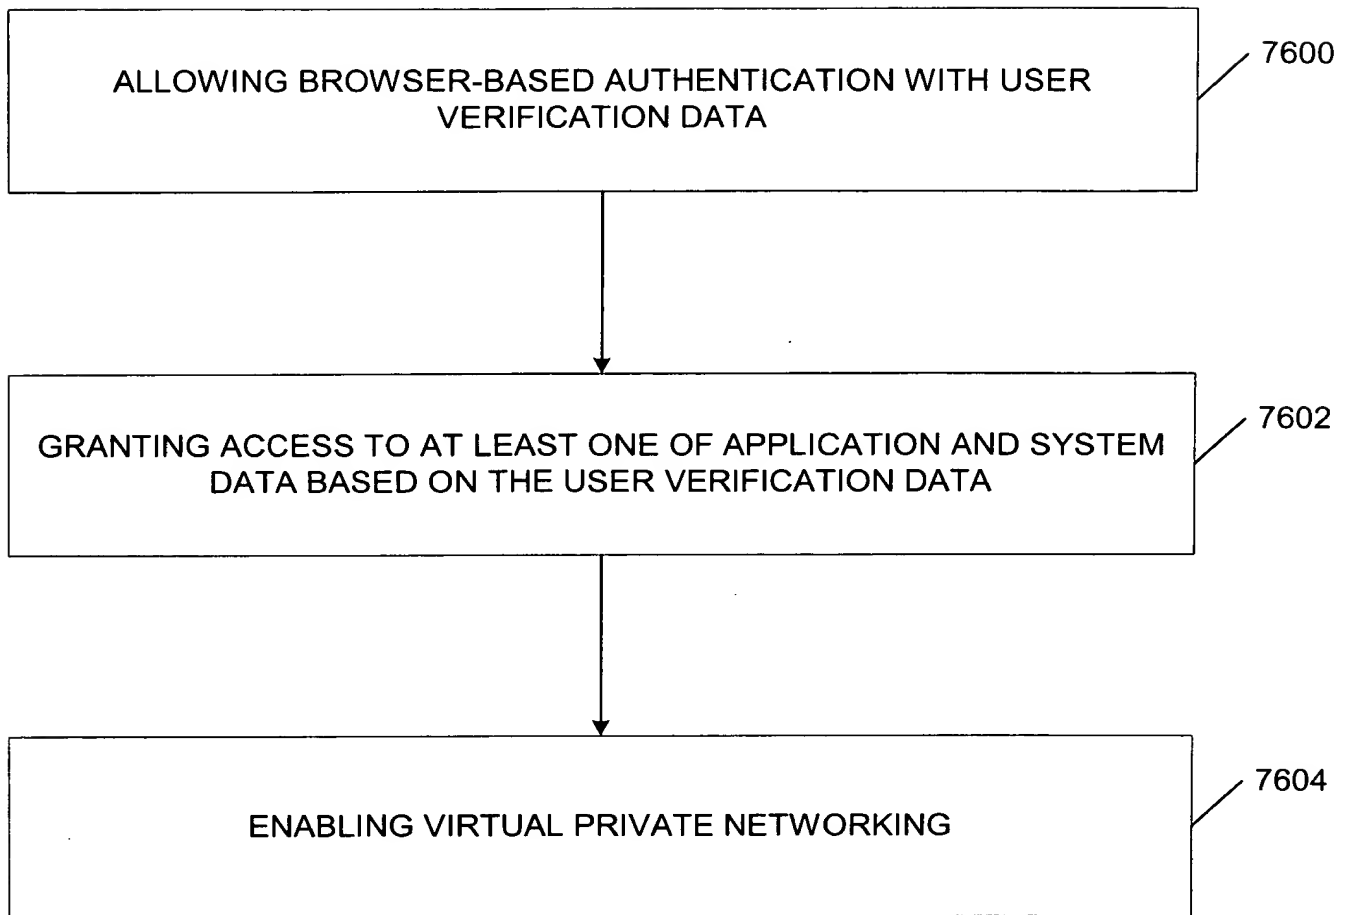 7600
ALLOWING BROWSER-BASED AUTHENTICATION WITH USER
VERIFICATION DATA
7602
GRANTING ACCESS TO AT LEAST ONE OF APPLICATION AND SYSTEM
DATA BASED ON THE USER VERIFICATION DATA
7604
ENABLING VIRTUAL PRIVATE NETWORKING